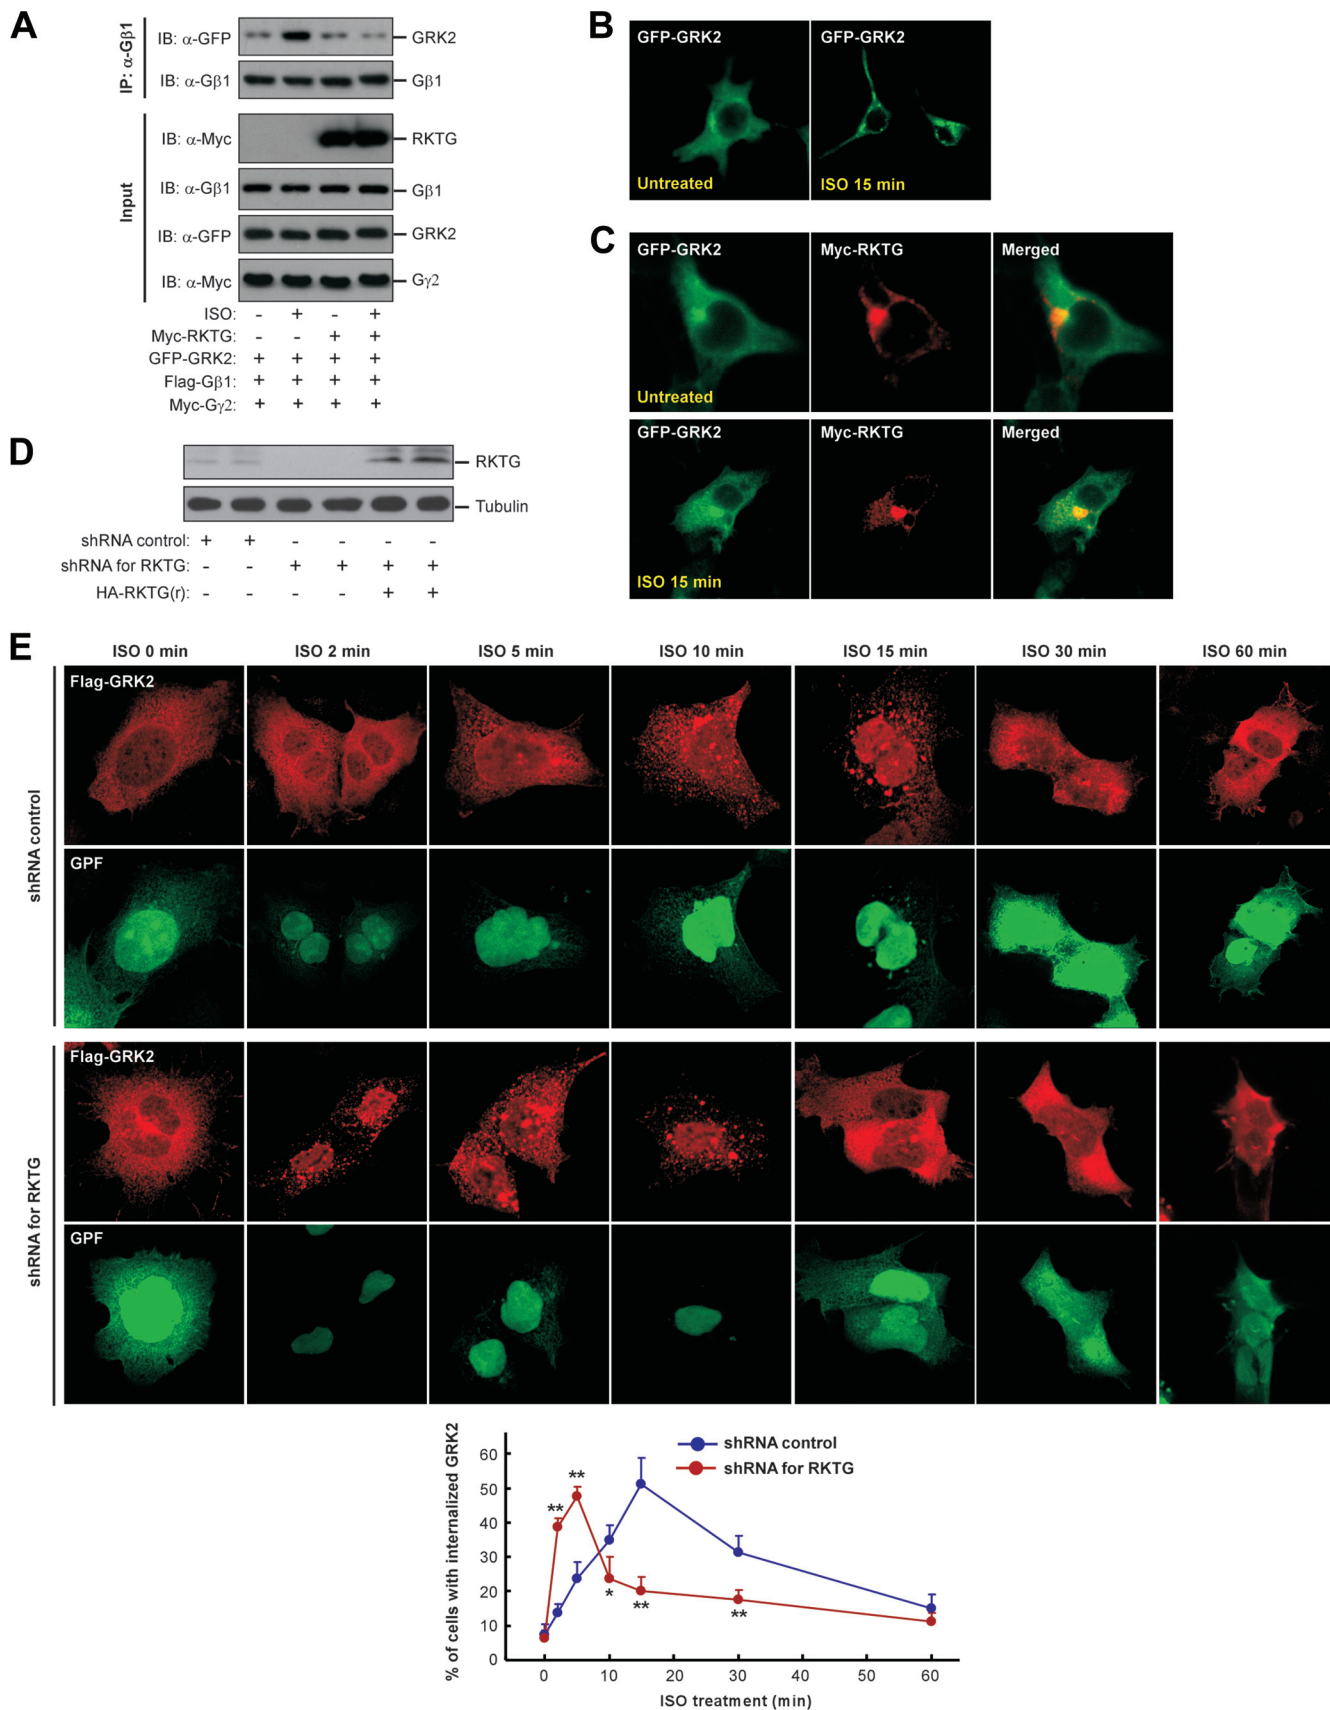 A
IP: α-Gβ1
IB: α-GFP
GRK2
IB: α-Gβ1
Gβ1
Input
IB: α-Myc
RKTG
IB: α-Gβ1
Gβ1
IB: α-GFP
GRK2
IB: α-Myc
Gγ2
ISO: - + - +
Myc-RKTG: - - + +
GFP-GRK2: + + + +
Flag-Gβ1: + + + +
Myc-Gγ2: + + + +
B
GFP-GRK2
Untreated
GFP-GRK2
ISO 15 min
C
GFP-GRK2
Untreated
Myc-RKTG
Merged
GFP-GRK2
ISO 15 min
Myc-RKTG
Merged
D
RKTG
Tubulin
shRNA control: + + - - - -
shRNA for RKTG: - - + + + +
HA-RKTG(r): - - - - + +
E
ISO 0 min ISO 2 min ISO 5 min ISO 10 min ISO 15 min ISO 30 min ISO 60 min
shRNA control
Flag-GRK2
GPF
shRNA for RKTG
Flag-GRK2
GPF
% of cells with internalized GRK2
60
50
40
30
20
10
0
shRNA control
shRNA for RKTG
**
**
*
**
**
0 10 20 30 40 50 60
ISO treatment (min)